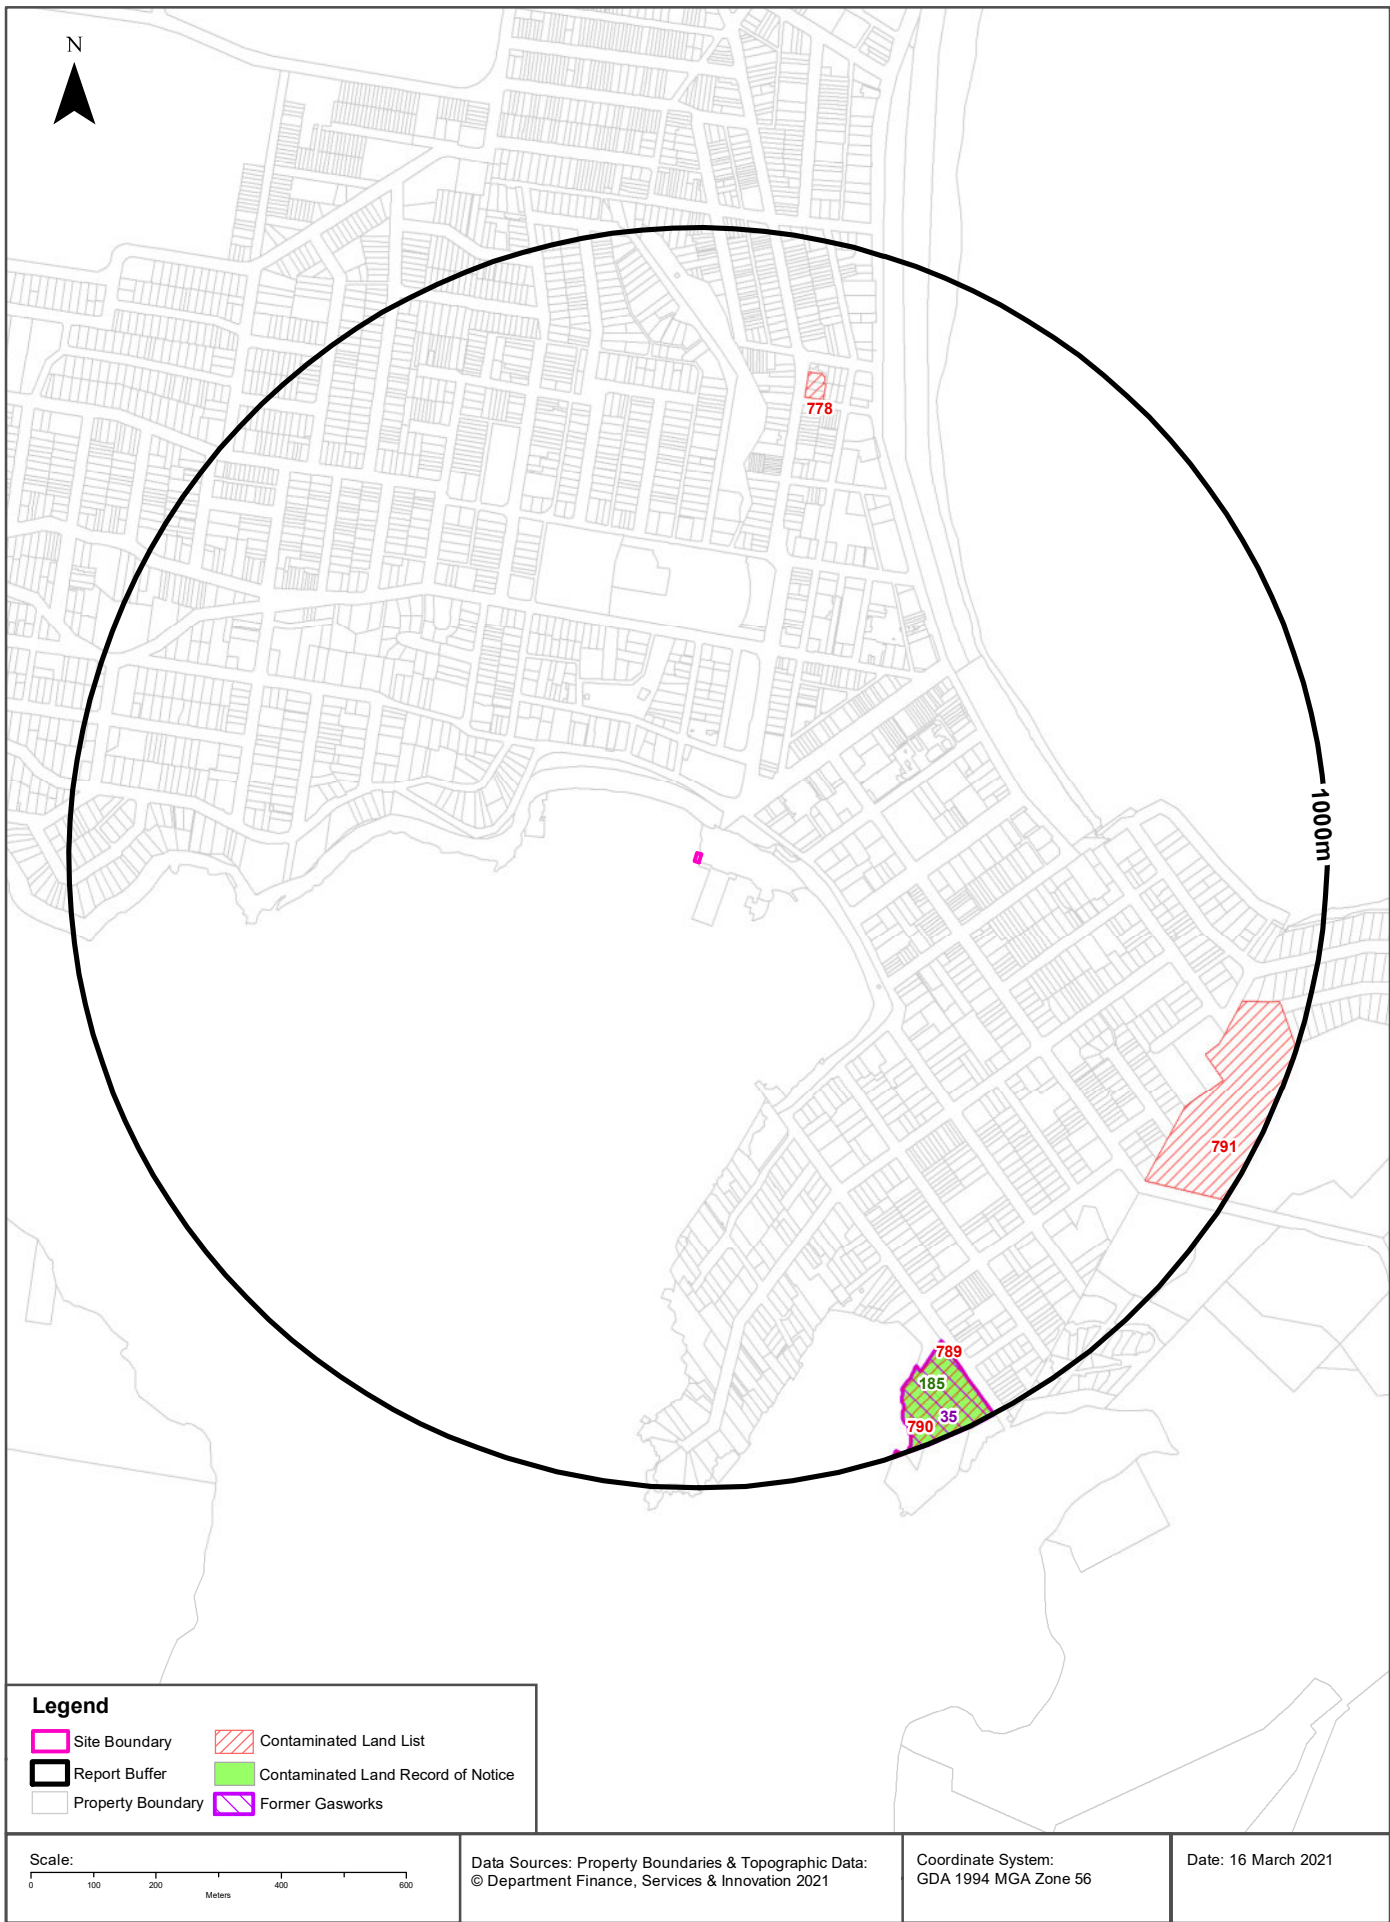 N
778
1000m
791
789
185
35
790
Legend
Site Boundary
Contaminated Land List
Report Buffer
Contaminated Land Record of Notice
Property Boundary
Former Gasworks
Scale:
0 100 200 400 600
Meters
Data Sources: Property Boundaries & Topographic Data:
© Department Finance, Services & Innovation 2021
Coordinate System:
GDA 1994 MGA Zone 56
Date: 16 March 2021